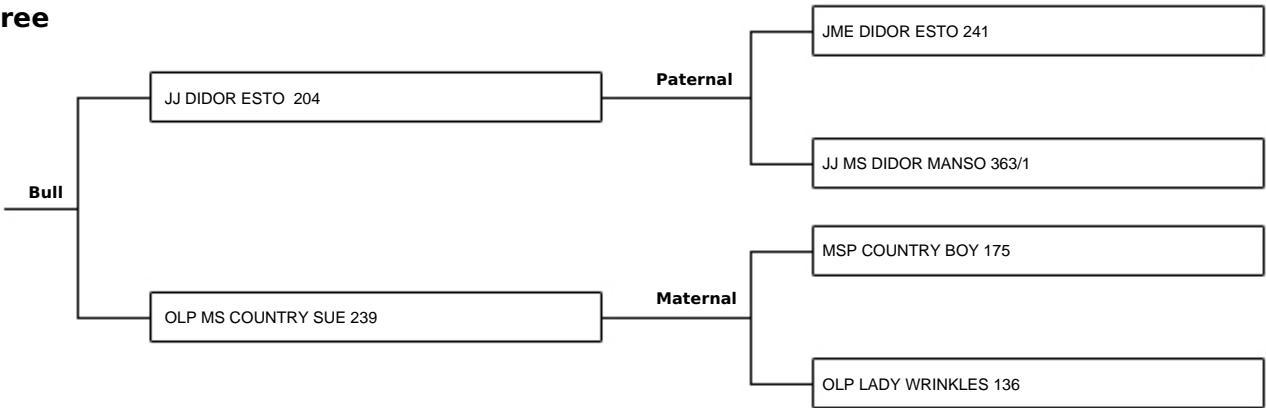 ree
JME DIDOR ESTO 241
Paternal
JJ DIDOR ESTO  204
JJ MS DIDOR MANSO 363/1
Bull
MSP COUNTRY BOY 175
Maternal
OLP MS COUNTRY SUE 239
OLP LADY WRINKLES 136